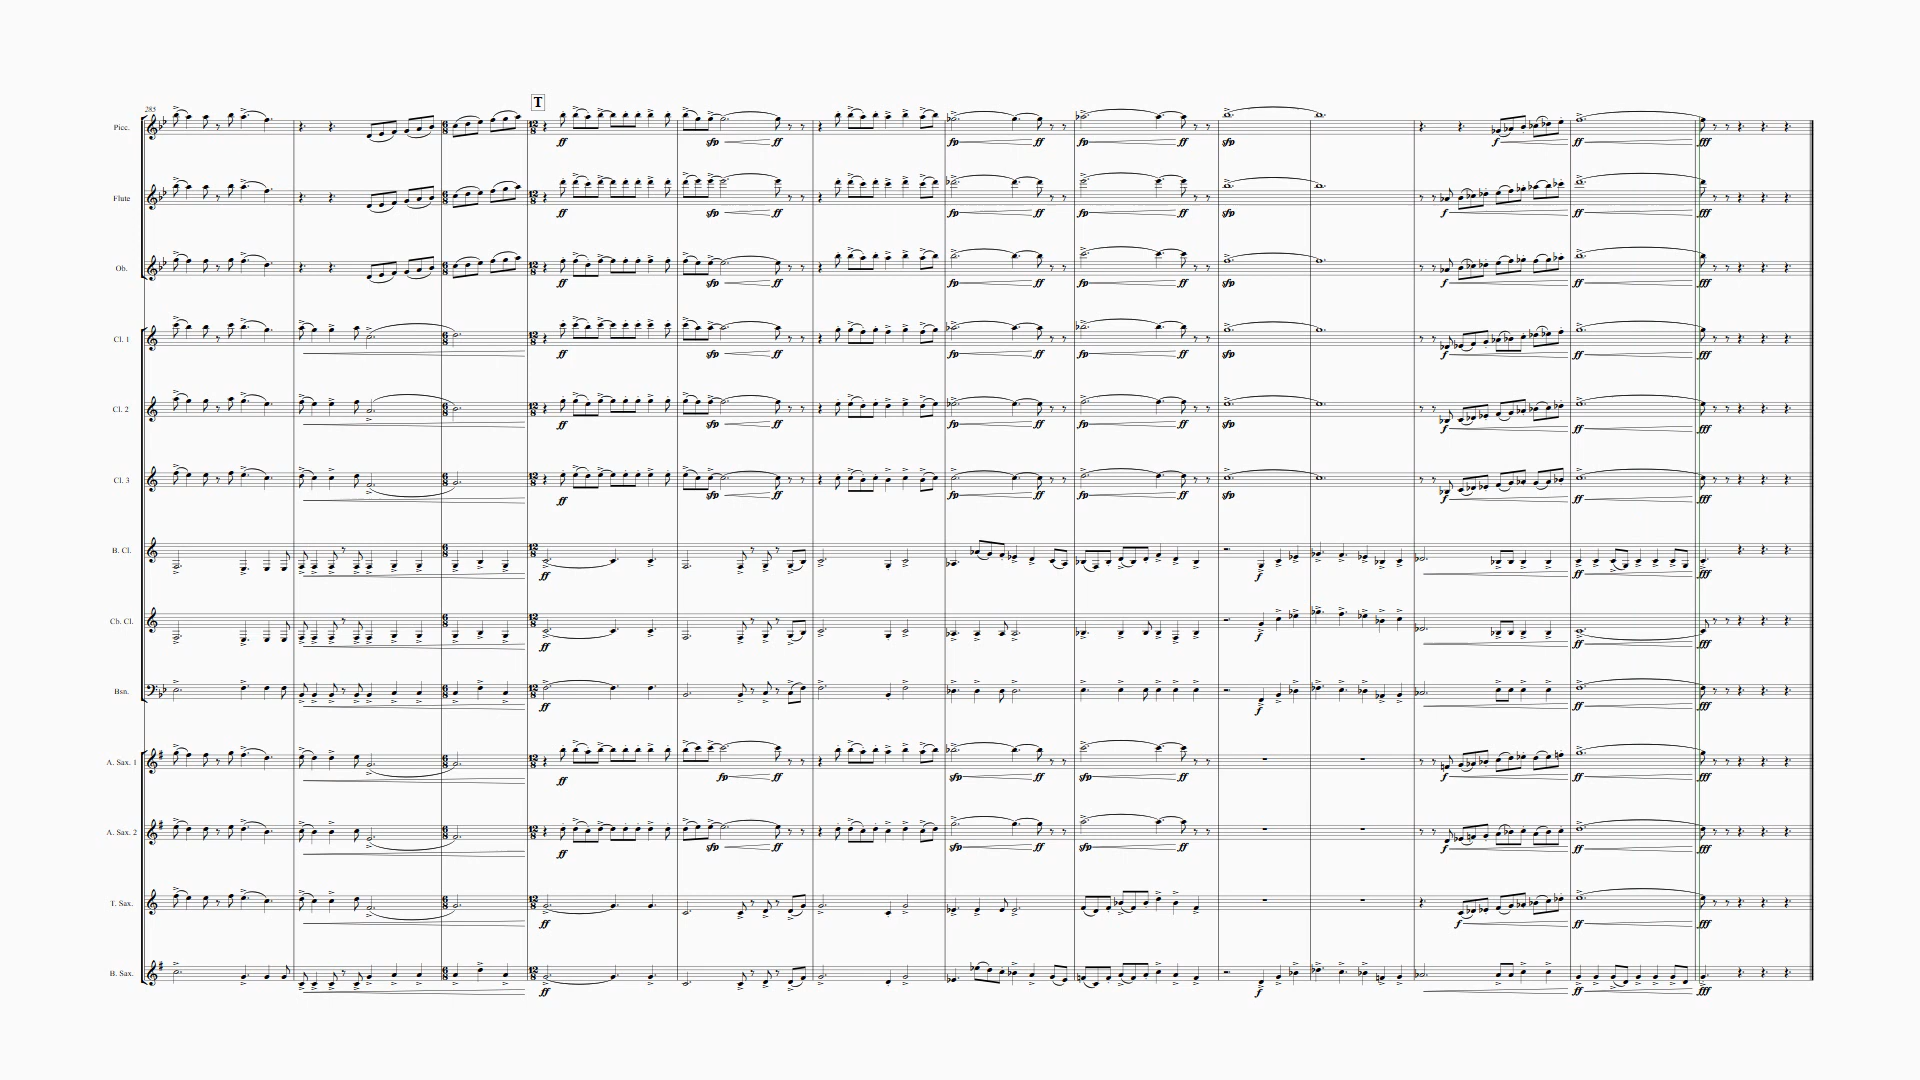 T
285
Picc.
Flute
Ob.
Cl. 1
Cl. 2
Cl. 3
B. Cl.
Cb. Cl.
Bsn.
A. Sax. 1
A. Sax. 2
T. Sax.
B. Sax.